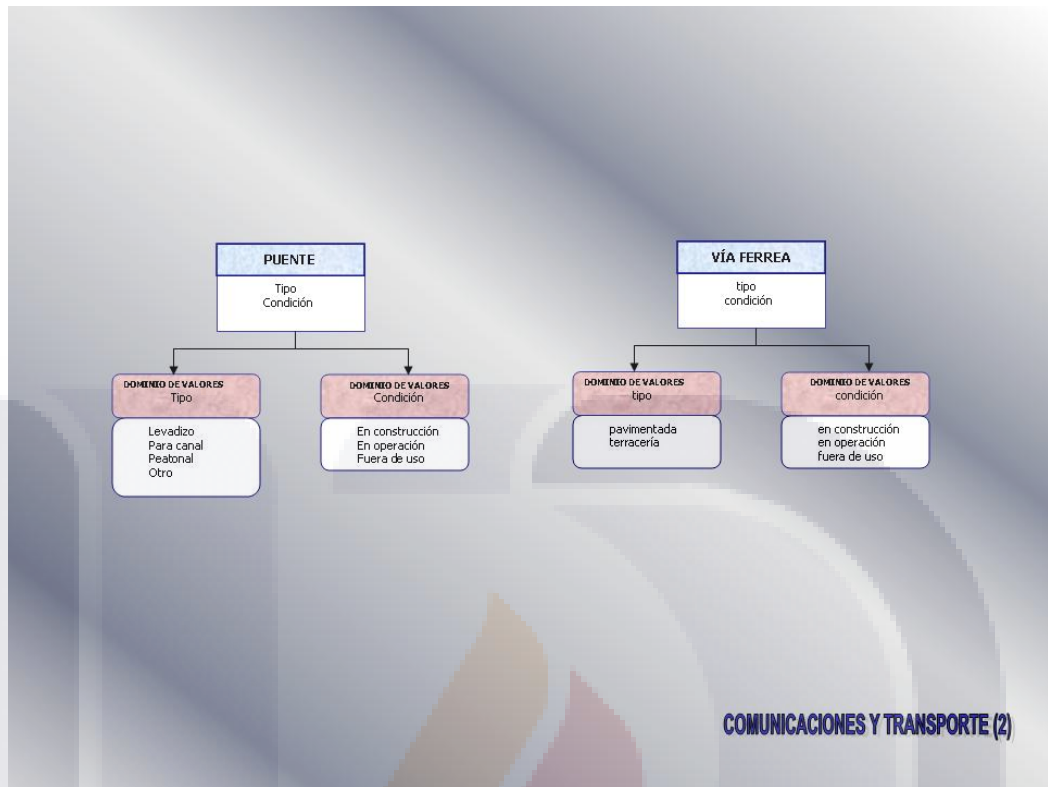 PUENTE
Tipo
Condición
DOMINIO DE VALORES
Tipo
Levadizo
Para canal
Peatonal
Otro
DOMINIO DE VALORES
Condición
En construcción
En operación
Fuera de uso
VÍA FERREA
tipo
condición
DOMINIO DE VALORES
tipo
pavimentada
terracería
DOMINIO DE VALORES
condición
en construcción
en operación
fuera de uso
COMUNICACIONES Y TRANSPORTE (2)